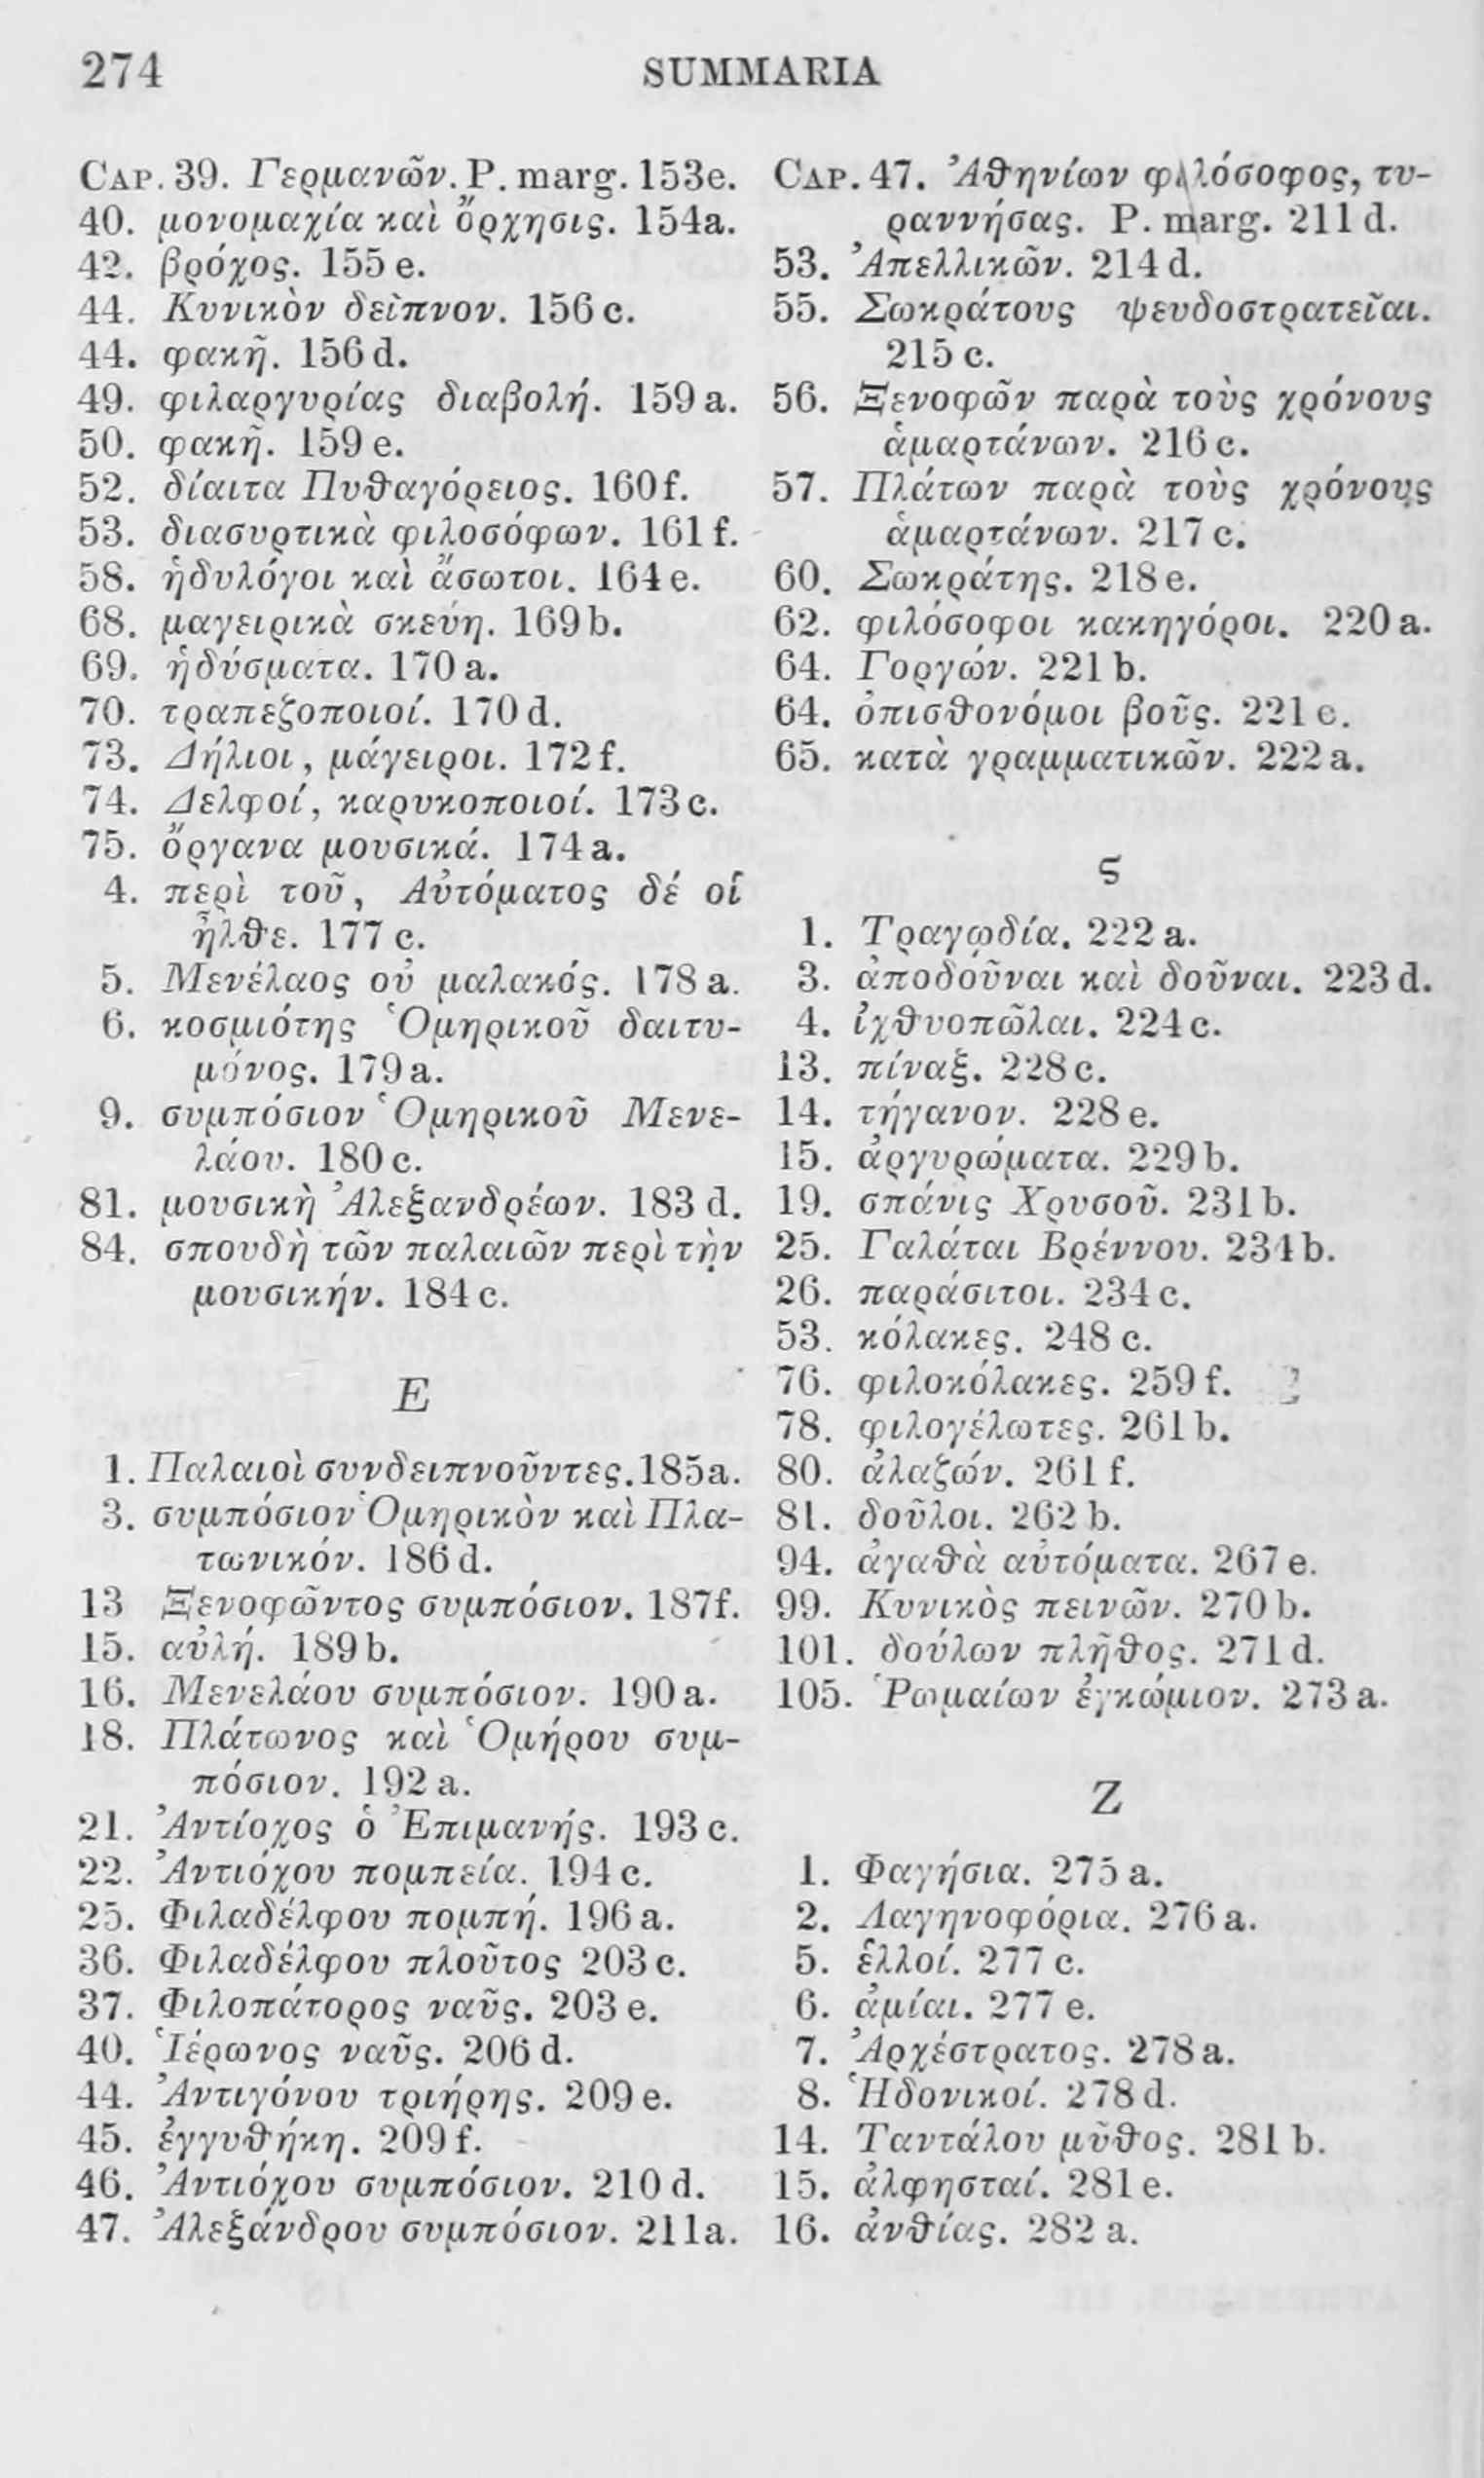 274
SUMMARIA
CAP. 39. Γερμανῶν. P. marg. 153e.
40. μονομαχία καὶ ὄρχησις. 154a.
42. βρόχος. 155 e.
44. Κυνικὸν δεῖπνον. 156 c.
44. φακῆ. 156 d.
49. φιλαργυρίας διαβολή. 159 a.
50. φακῆ. 159 e.
52. δίαιτα Πυθαγόρειος. 160 f.
53. διασυρτικὰ φιλοσόφων. 161 f.
58. ἡδυλόγοι καὶ ἄσωτοι. 164 e.
68. μαγειρικὰ σκεύη. 169 b.
69. ἡδύσματα. 170 a.
70. τραπεζοποιοί. 170 d.
73. Δήλιοι, μάγειροι. 172 f.
74. Δελφοί, καρυκοποιοί. 173 c.
75. ὄργανα μουσικά. 174 a.
4. περὶ τοῦ, Αὐτόματος δέ οἱ
ἦλθε. 177 c.
5. Μενέλαος οὐ μαλακός. 178 a.
6. κοσμιότης Ὁμηρικοῦ δαιτυ-
μόνος. 179 a.
9. συμπόσιον Ὁμηρικοῦ Μενε-
λάου. 180 c.
81. μουσικὴ Ἀλεξανδρέων. 183 d.
84. σπουδὴ τῶν παλαιῶν περὶ τὴν
μουσικήν. 184 c.
E
1. Παλαιοὶ συνδειπνοῦντες. 185a.
3. συμπόσιον Ὁμηρικὸν καὶ Πλα-
τωνικόν. 186 d.
13 Ξενοφῶντος συμπόσιον. 187f.
15. αὐλή. 189 b.
16. Μενελάου συμπόσιον. 190 a.
18. Πλάτωνος καὶ Ὁμήρου συμ-
πόσιον. 192 a.
21. Ἀντίοχος ὁ Ἐπιμανής. 193 c.
22. Ἀντιόχου πομπεία. 194 c.
25. Φιλαδέλφου πομπή. 196 a.
36. Φιλαδέλφου πλοῦτος 203 c.
37. Φιλοπάτορος ναῦς. 203 e.
40. Ἱέρωνος ναῦς. 206 d.
44. Ἀντιγόνου τριήρης. 209 e.
45. ἐγγυθήκη. 209 f.
46. Ἀντιόχου συμπόσιον. 210 d.
47. Ἀλεξάνδρου συμπόσιον. 211a.
CAP. 47. Ἀθηνίων φιλόσοφος, τυ-
ραννήσας. P. marg. 211 d.
53. Ἀπελλικῶν. 214 d.
55. Σωκράτους ψευδοστρατεῖαι.
215 c.
56. Ξενοφῶν παρὰ τοὺς χρόνους
ἁμαρτάνων. 216 c.
57. Πλάτων παρὰ τοὺς χρόνους
ἁμαρτάνων. 217 c.
60. Σωκράτης. 218 e.
62. φιλόσοφοι κακηγόροι. 220 a.
64. Γοργών. 221 b.
64. ὀπισθονόμοι βοῦς. 221 e.
65. κατὰ γραμματικῶν. 222 a.
ς
1. Τραγῳδία. 222 a.
3. ἀποδοῦναι καὶ δοῦναι. 223 d.
4. ἰχθυοπῶλαι. 224 c.
13. πίναξ. 228 c.
14. τήγανον. 228 e.
15. ἀργυρώματα. 229 b.
19. σπάνις Χρυσοῦ. 231 b.
25. Γαλάται Βρέννου. 234 b.
26. παράσιτοι. 234 c.
53. κόλακες. 248 c.
76. φιλοκόλακες. 259 f.
78. φιλογέλωτες. 261 b.
80. ἀλαζών. 261 f.
81. δοῦλοι. 262 b.
94. ἀγαθὰ αὐτόματα. 267 e.
99. Κυνικὸς πεινῶν. 270 b.
101. δούλων πλῆθος. 271 d.
105. Ῥωμαίων ἐγκώμιον. 273 a.
Z
1. Φαγήσια. 275 a.
2. Λαγηνοφόρια. 276 a.
5. ἐλλοί. 277 c.
6. ἀμίαι. 277 e.
7. Ἀρχέστρατος. 278 a.
8. Ἡδονικοί. 278 d.
14. Ταντάλου μῦθος. 281 b.
15. ἀλφησταί. 281 e.
16. ἀνθίας. 282 a.